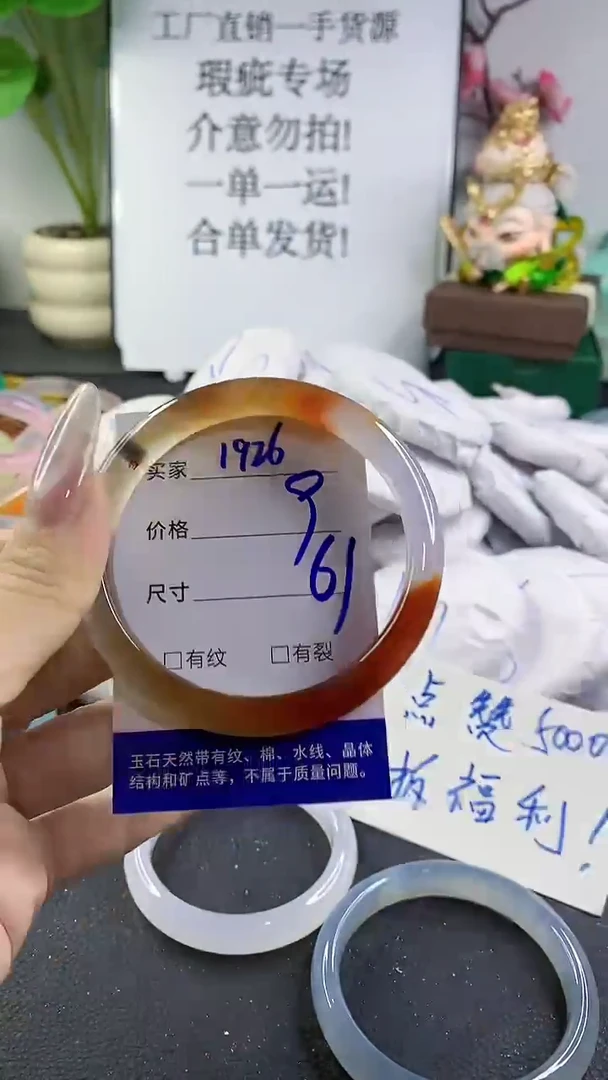 工厂直销一手货源
瑕疵专场
介意勿拍!
一单一运!
合单发货!
买家 1926
价格
尺寸 61
□有纹 □有裂
玉石天然带有纹、棉、水线、晶体
结构和矿点等，不属于质量问题。
点赞5000
福利!